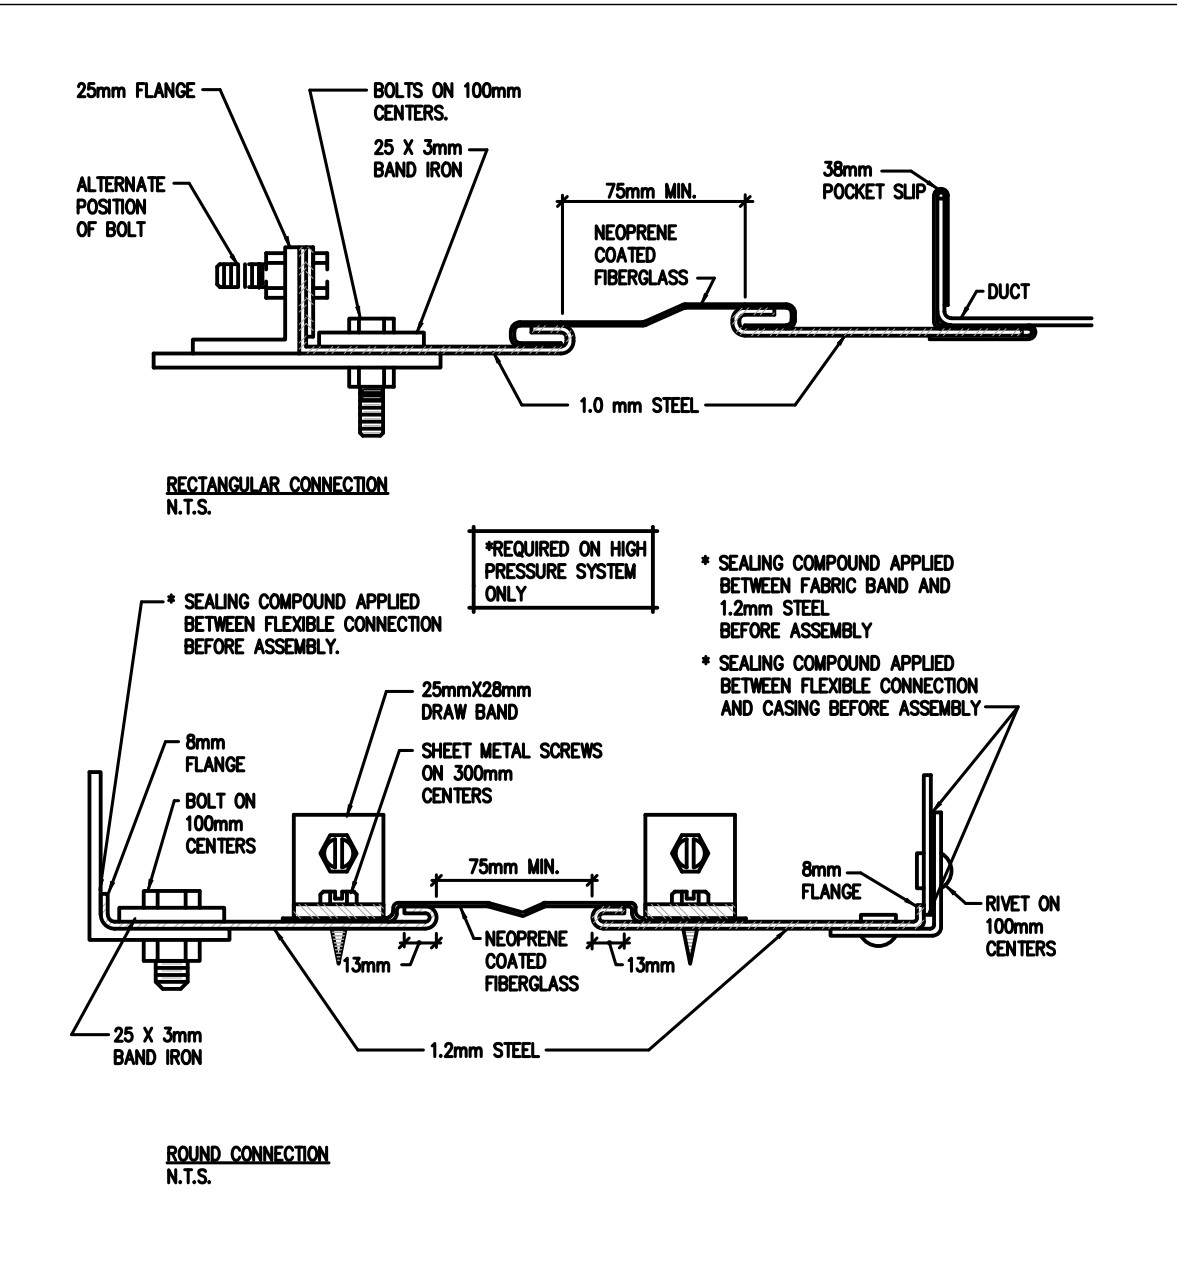 25mm FLANGE
BOLTS ON 100mm
CENTERS.
25 X 3mm
BAND IRON
ALTERNATE
POSITION
OF BOLT
75mm MIN.
NEOPRENE
COATED
FIBERGLASS
38mm
POCKET SLIP
DUCT
1.0 mm STEEL
RECTANGULAR CONNECTION
N.T.S.
*REQUIRED ON HIGH
PRESSURE SYSTEM
ONLY
* SEALING COMPOUND APPLIED
BETWEEN FABRIC BAND AND
1.2mm STEEL
BEFORE ASSEMBLY
* SEALING COMPOUND APPLIED
BETWEEN FLEXIBLE CONNECTION
AND CASING BEFORE ASSEMBLY
* SEALING COMPOUND APPLIED
BETWEEN FLEXIBLE CONNECTION
BEFORE ASSEMBLY.
25mmX28mm
DRAW BAND
8mm
FLANGE
SHEET METAL SCREWS
ON 300mm
CENTERS
BOLT ON
100mm
CENTERS
75mm MIN.
8mm
FLANGE
RIVET ON
100mm
CENTERS
13mm
NEOPRENE
COATED
FIBERGLASS
13mm
25 X 3mm
BAND IRON
1.2mm STEEL
ROUND CONNECTION
N.T.S.